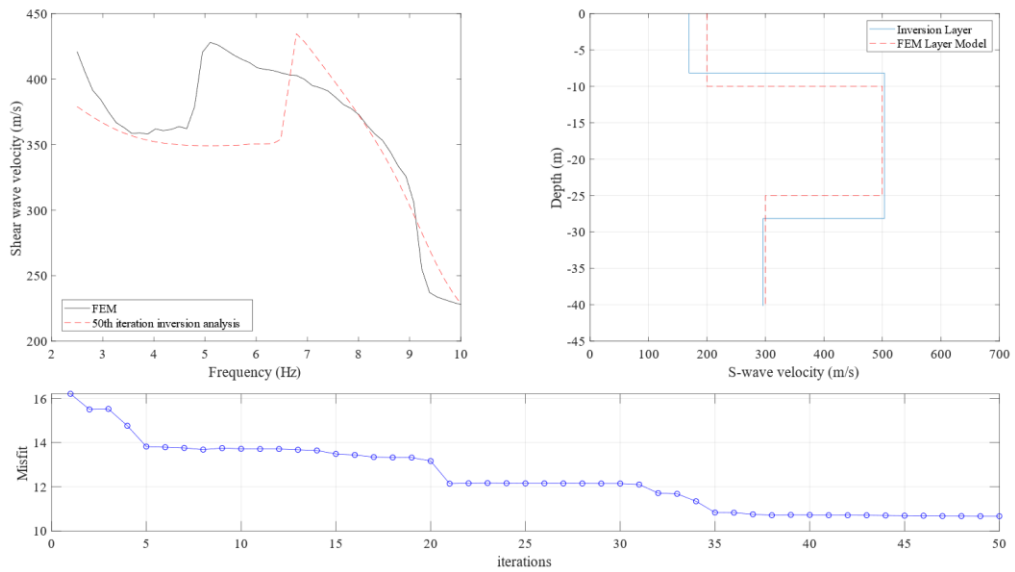 450
400
350
300
250
200
Shear wave velocity (m/s)
FEM
50th iteration inversion analysis
2 3 4 5 6 7 8 9 10
Frequency (Hz)
0
-5
-10
-15
-20
-25
-30
-35
-40
-45
Depth (m)
Inversion Layer
FEM Layer Model
0 100 200 300 400 500 600 700
S-wave velocity (m/s)
16
14
12
10
Misfit
0 5 10 15 20 25 30 35 40 45 50
iterations